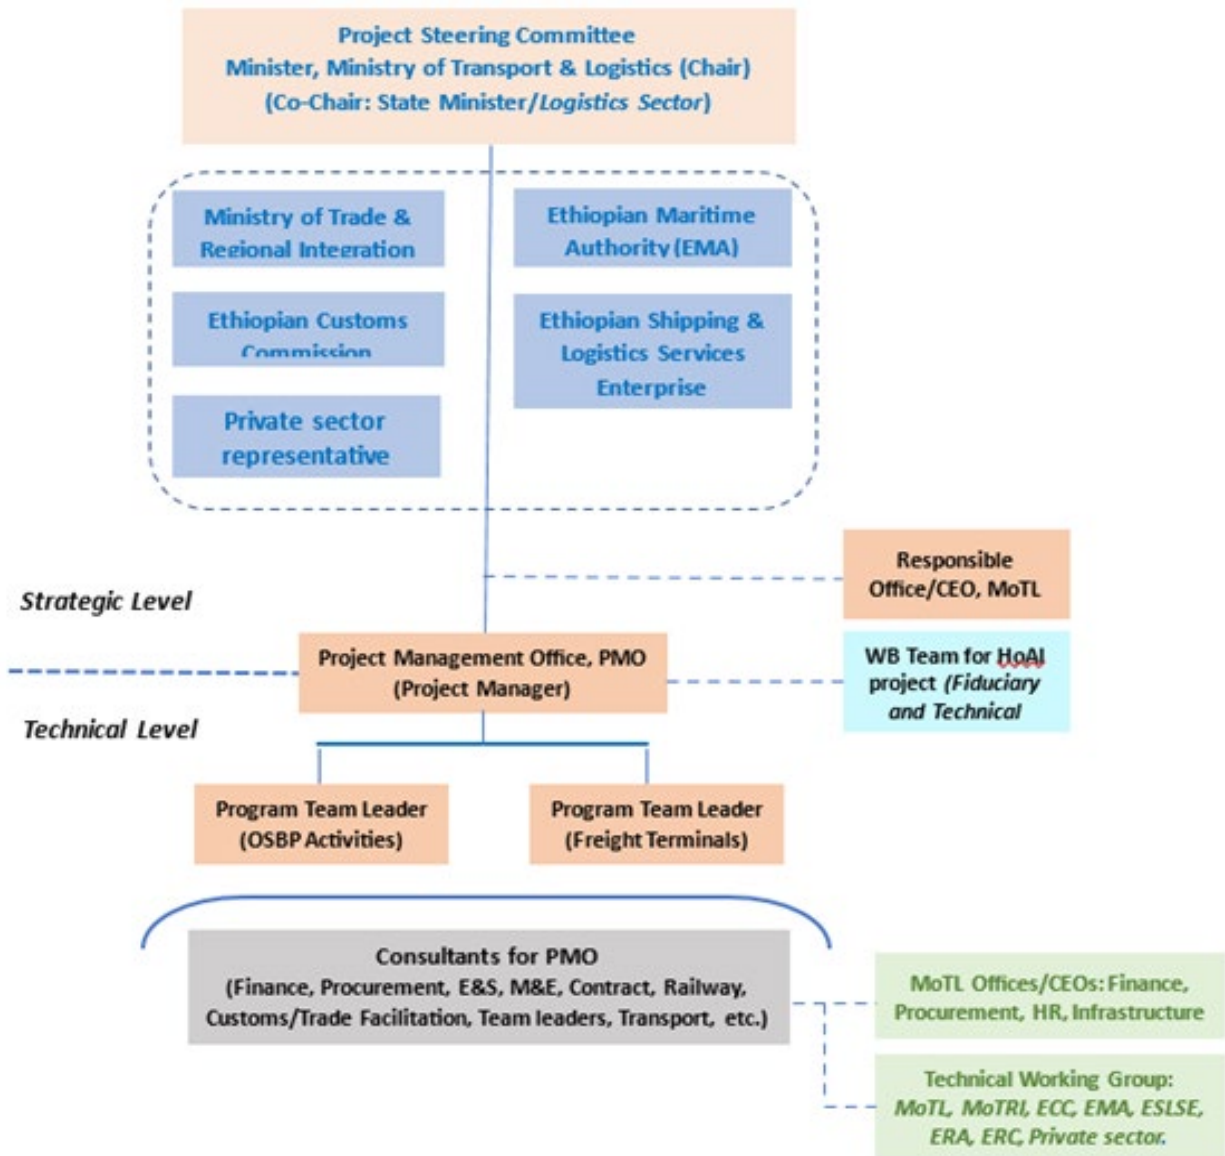 Project Steering Committee
Minister, Ministry of Transport & Logistics (Chair)
(Co-Chair: State Minister/Logistics Sector)
Ministry of Trade &
Regional Integration
Ethiopian Maritime
Authority (EMA)
Ethiopian Customs
Commission
Ethiopian Shipping &
Logistics Services
Enterprise
Private sector
representative
Responsible
Office/CEO, MoTL
Strategic Level
Project Management Office, PMO
(Project Manager)
WB Team for HoAI
project (Fiduciary
and Technical
Technical Level
Program Team Leader
(OSBP Activities)
Program Team Leader
(Freight Terminals)
Consultants for PMO
(Finance, Procurement, E&S, M&E, Contract, Railway,
Customs/Trade Facilitation, Team leaders, Transport, etc.)
MoTL Offices/CEOs: Finance,
Procurement, HR, Infrastructure
Technical Working Group:
MoTL, MoTRI, ECC, EMA, ESLSE,
ERA, ERC, Private sector.